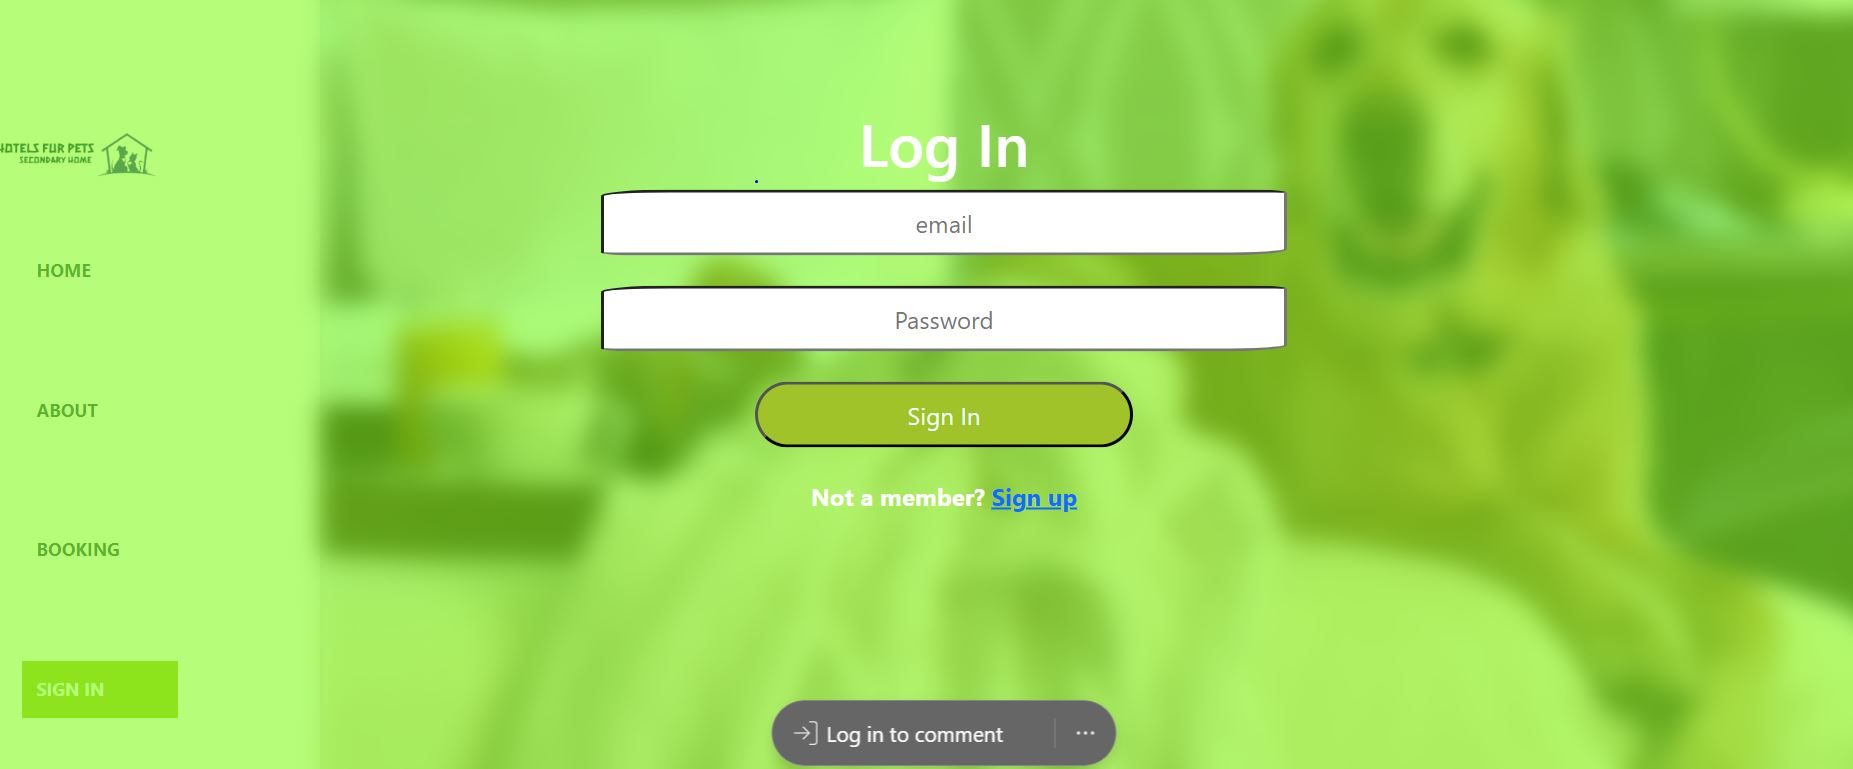 HOTELS FUR PETS
SECONDARY HOME
HOME
ABOUT
BOOKING
SIGN IN
Log In
email
Password
Sign In
Not a member? Sign up
Log in to comment